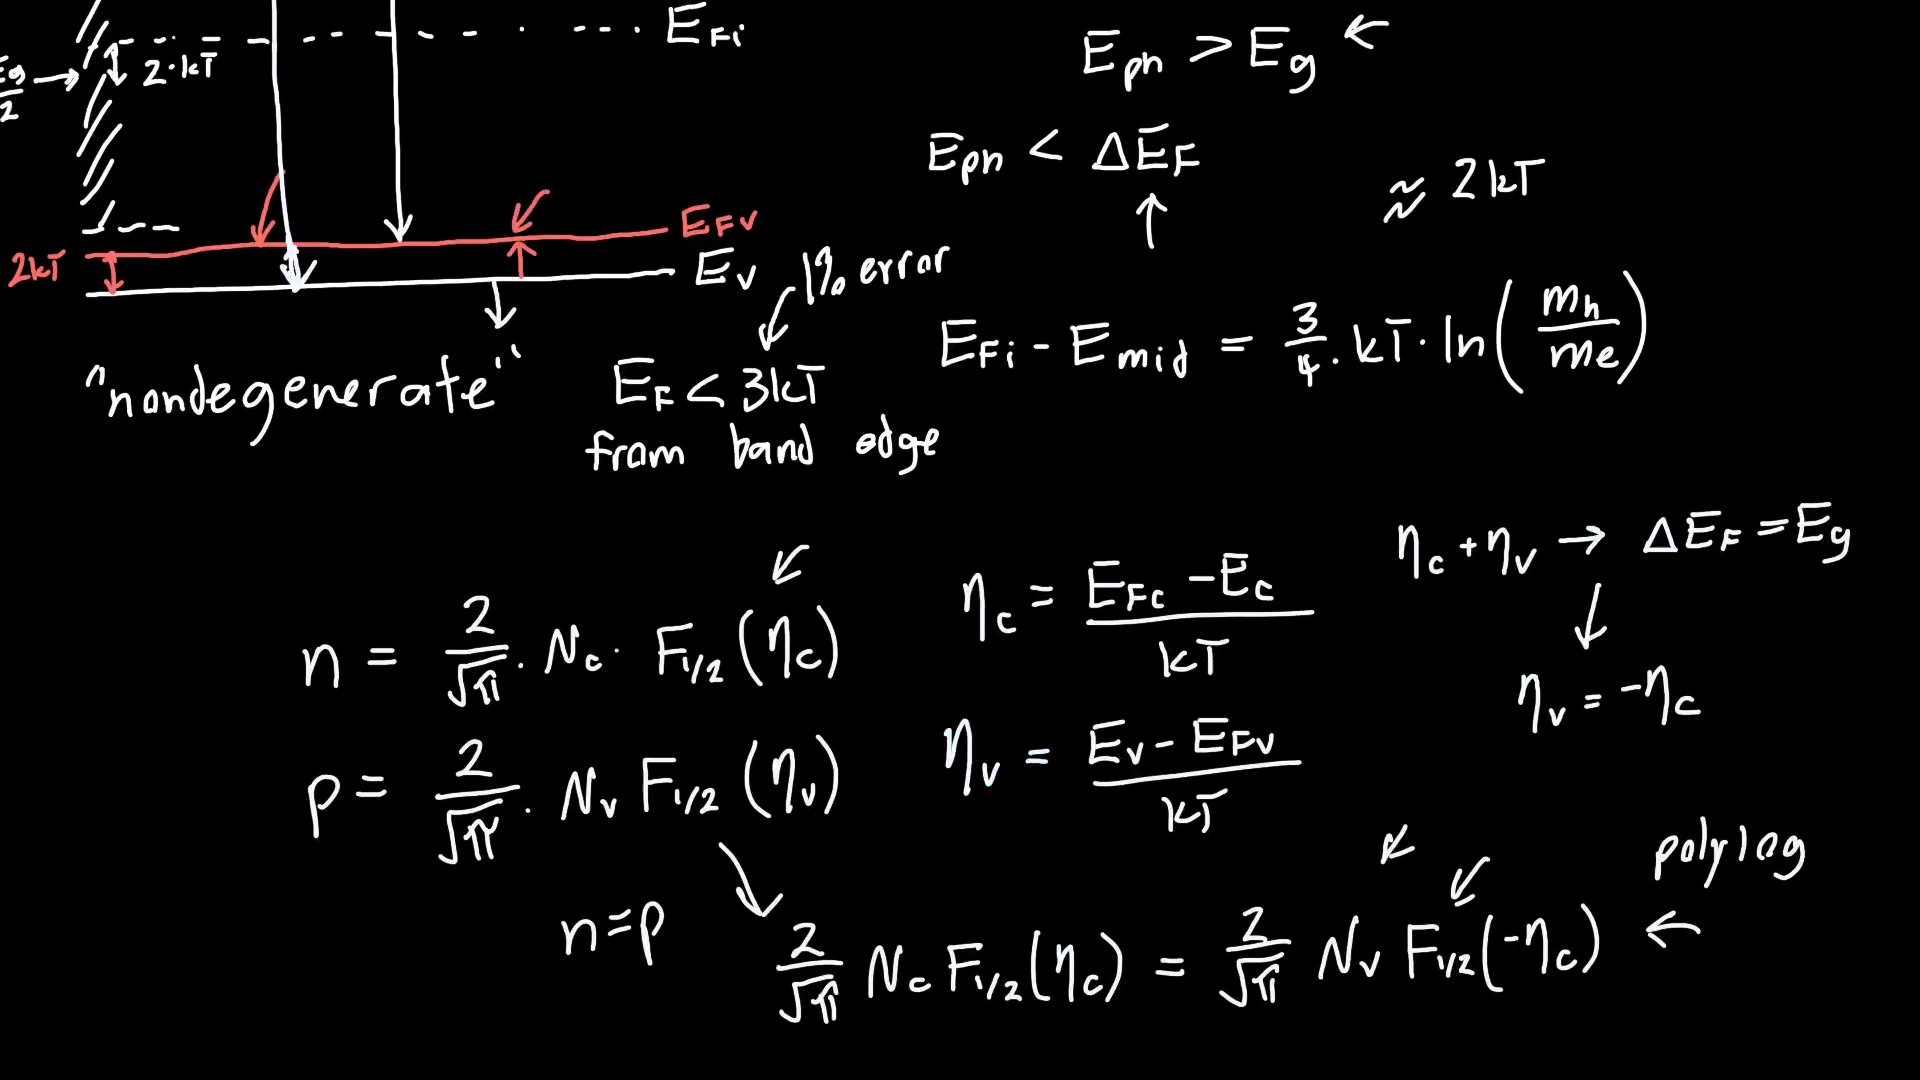 E_Fi
Eg/2 → 2·kT
E_ph > E_g ←
E_ph < ΔE_F
≈ 2kT
E_FV
2kT
E_V
1% error
E_Fi - E_mid = 3/4 · kT · ln(m_h/m_e)
"nondegenerate"
E_F < 3kT
from band edge
η_c + η_v → ΔE_F = E_g
η_c = (E_Fc - E_c)/kT
n = 2/√π · N_c · F_1/2(η_c)
η_v = -η_c
η_v = (E_v - E_Fv)/kT
p = 2/√π · N_v F_1/2(η_v)
polylog
n=p
2/√π N_c F_1/2(η_c) = 2/√π N_v F_1/2(-η_c) ←